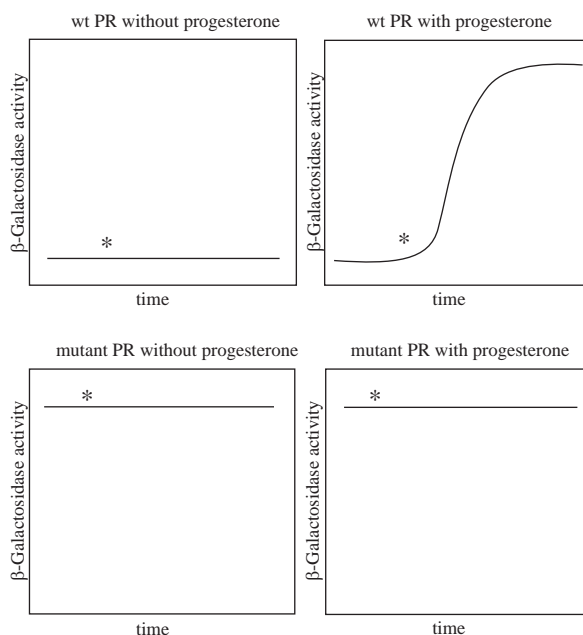 wt PR without progesterone
wt PR with progesterone
β-Galactosidase activity
*
time
β-Galactosidase activity
*
time
mutant PR without progesterone
mutant PR with progesterone
β-Galactosidase activity
*
time
β-Galactosidase activity
*
time